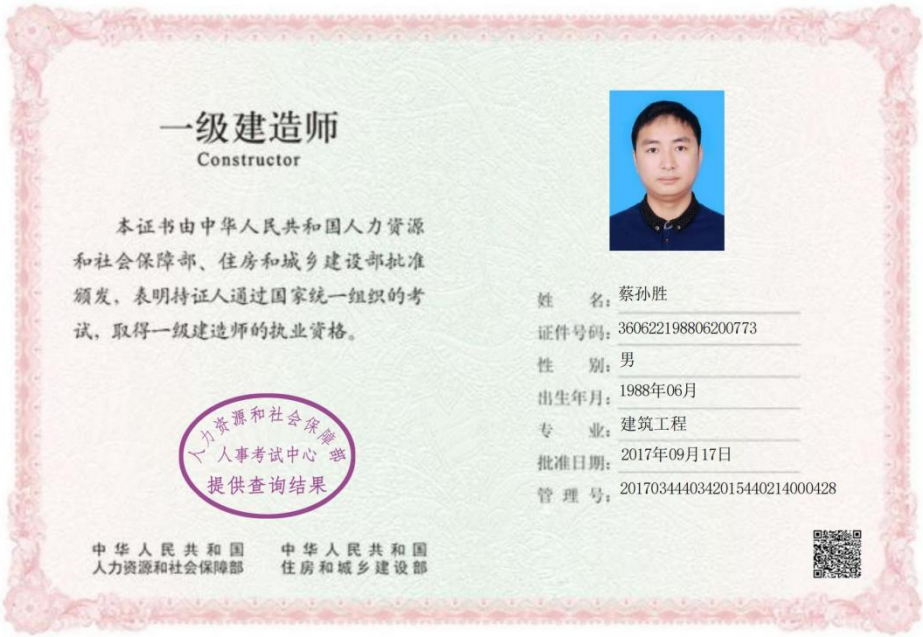 一级建造师
Constructor
本证书由中华人民共和国人力资源
和社会保障部、住房和城乡建设部批准
颁发，表明持证人通过国家统一组织的考
试，取得一级建造师的执业资格。
人力资源和社会保障部
人事考试中心
提供查询结果
中华人民共和国
人力资源和社会保障部
中华人民共和国
住房和城乡建设部
姓 名：蔡孙胜
证件号码：360622198806200773
性 别：男
出生年月：1988年06月
专 业：建筑工程
批准日期：2017年09月17日
管 理 号：2017034440342015440214000428